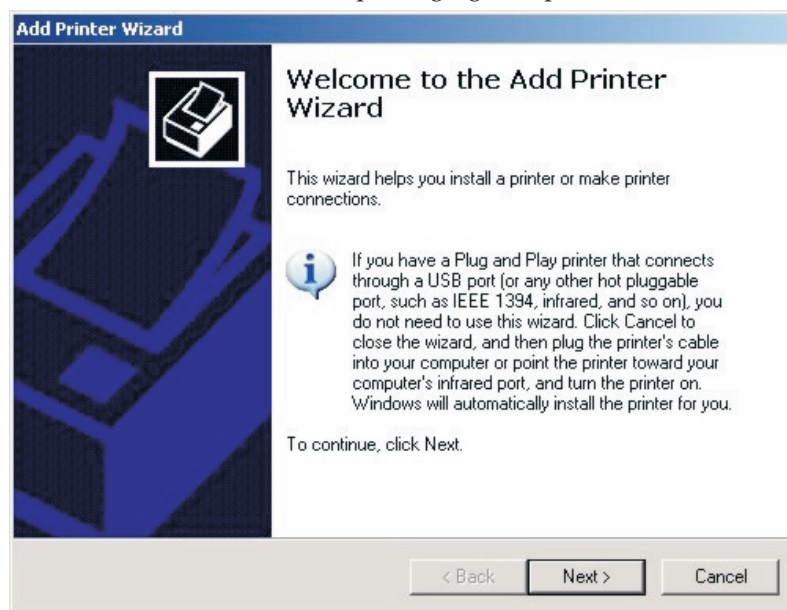 Add Printer Wizard
Welcome to the Add Printer
Wizard
This wizard helps you install a printer or make printer
connections.
If you have a Plug and Play printer that connects
through a USB port (or any other hot pluggable
port, such as IEEE 1394, infrared, and so on), you
do not need to use this wizard. Click Cancel to
close the wizard, and then plug the printer's cable
into your computer or point the printer toward your
computer's infrared port, and turn the printer on.
Windows will automatically install the printer for you.
To continue, click Next.
< Back Next > Cancel